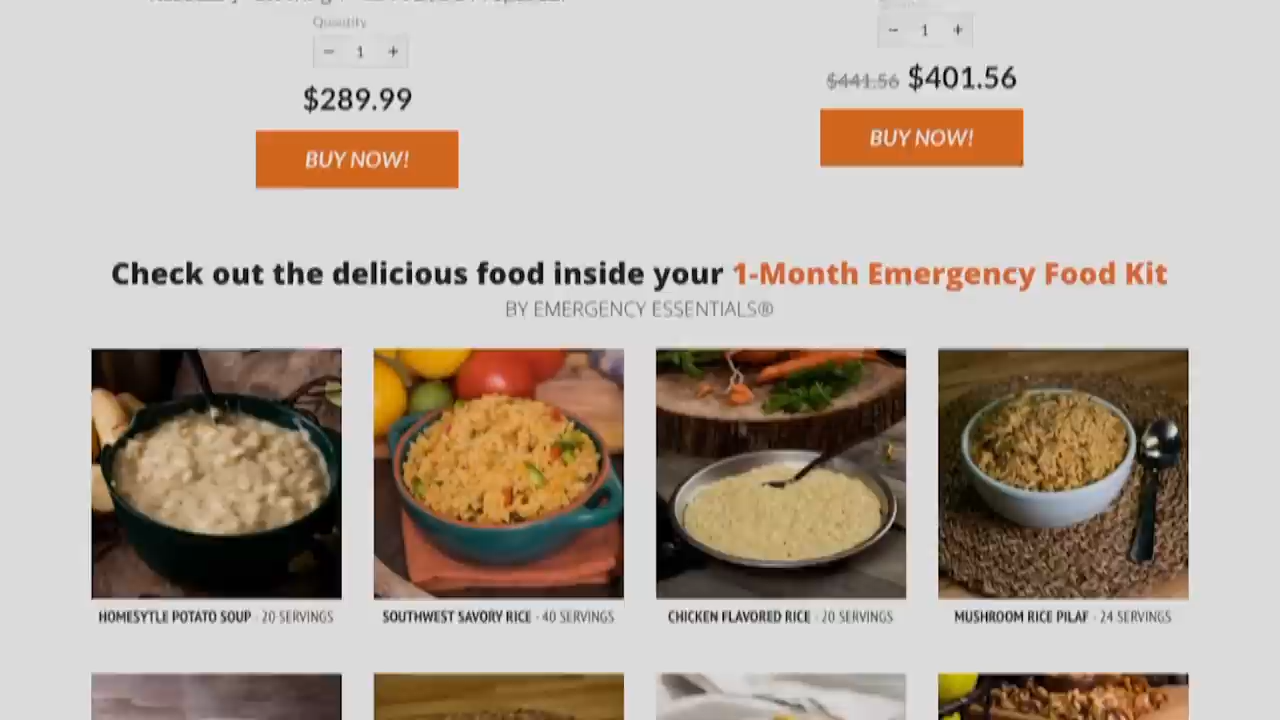 Quantity
− 1 +
$289.99
BUY NOW!
− 1 +
$441.56 $401.56
BUY NOW!
Check out the delicious food inside your 1-Month Emergency Food Kit
BY EMERGENCY ESSENTIALS®
HOMESYTLE POTATO SOUP - 20 SERVINGS
SOUTHWEST SAVORY RICE - 40 SERVINGS
CHICKEN FLAVORED RICE - 20 SERVINGS
MUSHROOM RICE PILAF - 24 SERVINGS